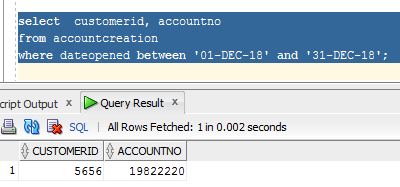 select customerid, accountno
from accountcreation
where dateopened between '01-DEC-18' and '31-DEC-18';
cript Output x Query Result x
SQL | All Rows Fetched: 1 in 0.002 seconds
CUSTOMERID ACCOUNTNO
1 5656 19822220